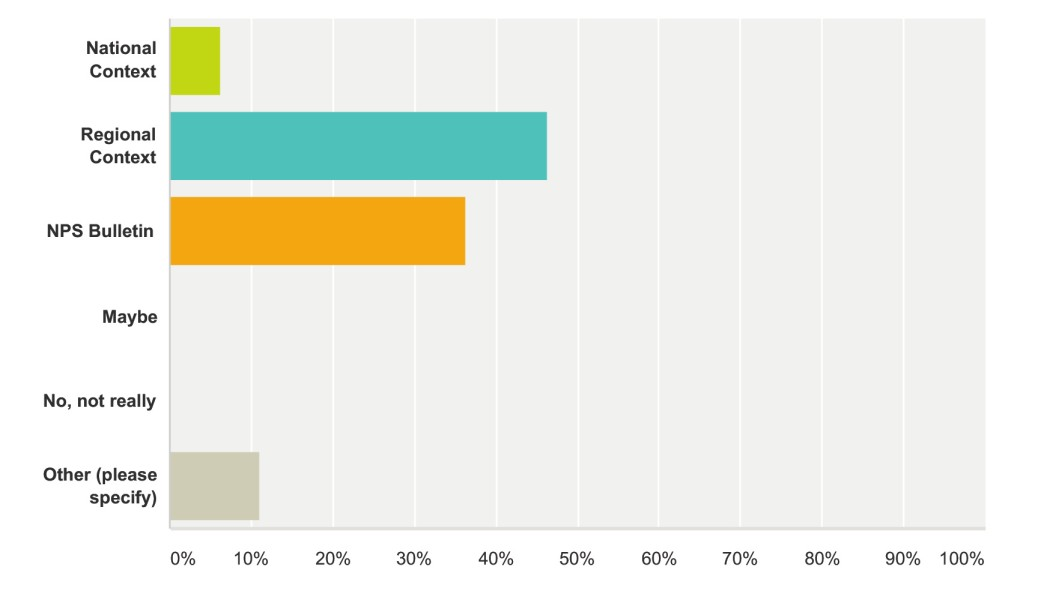 National
Context
Regional
Context
NPS Bulletin
Maybe
No, not really
Other (please
specify)
0% 10% 20% 30% 40% 50% 60% 70% 80% 90% 100%